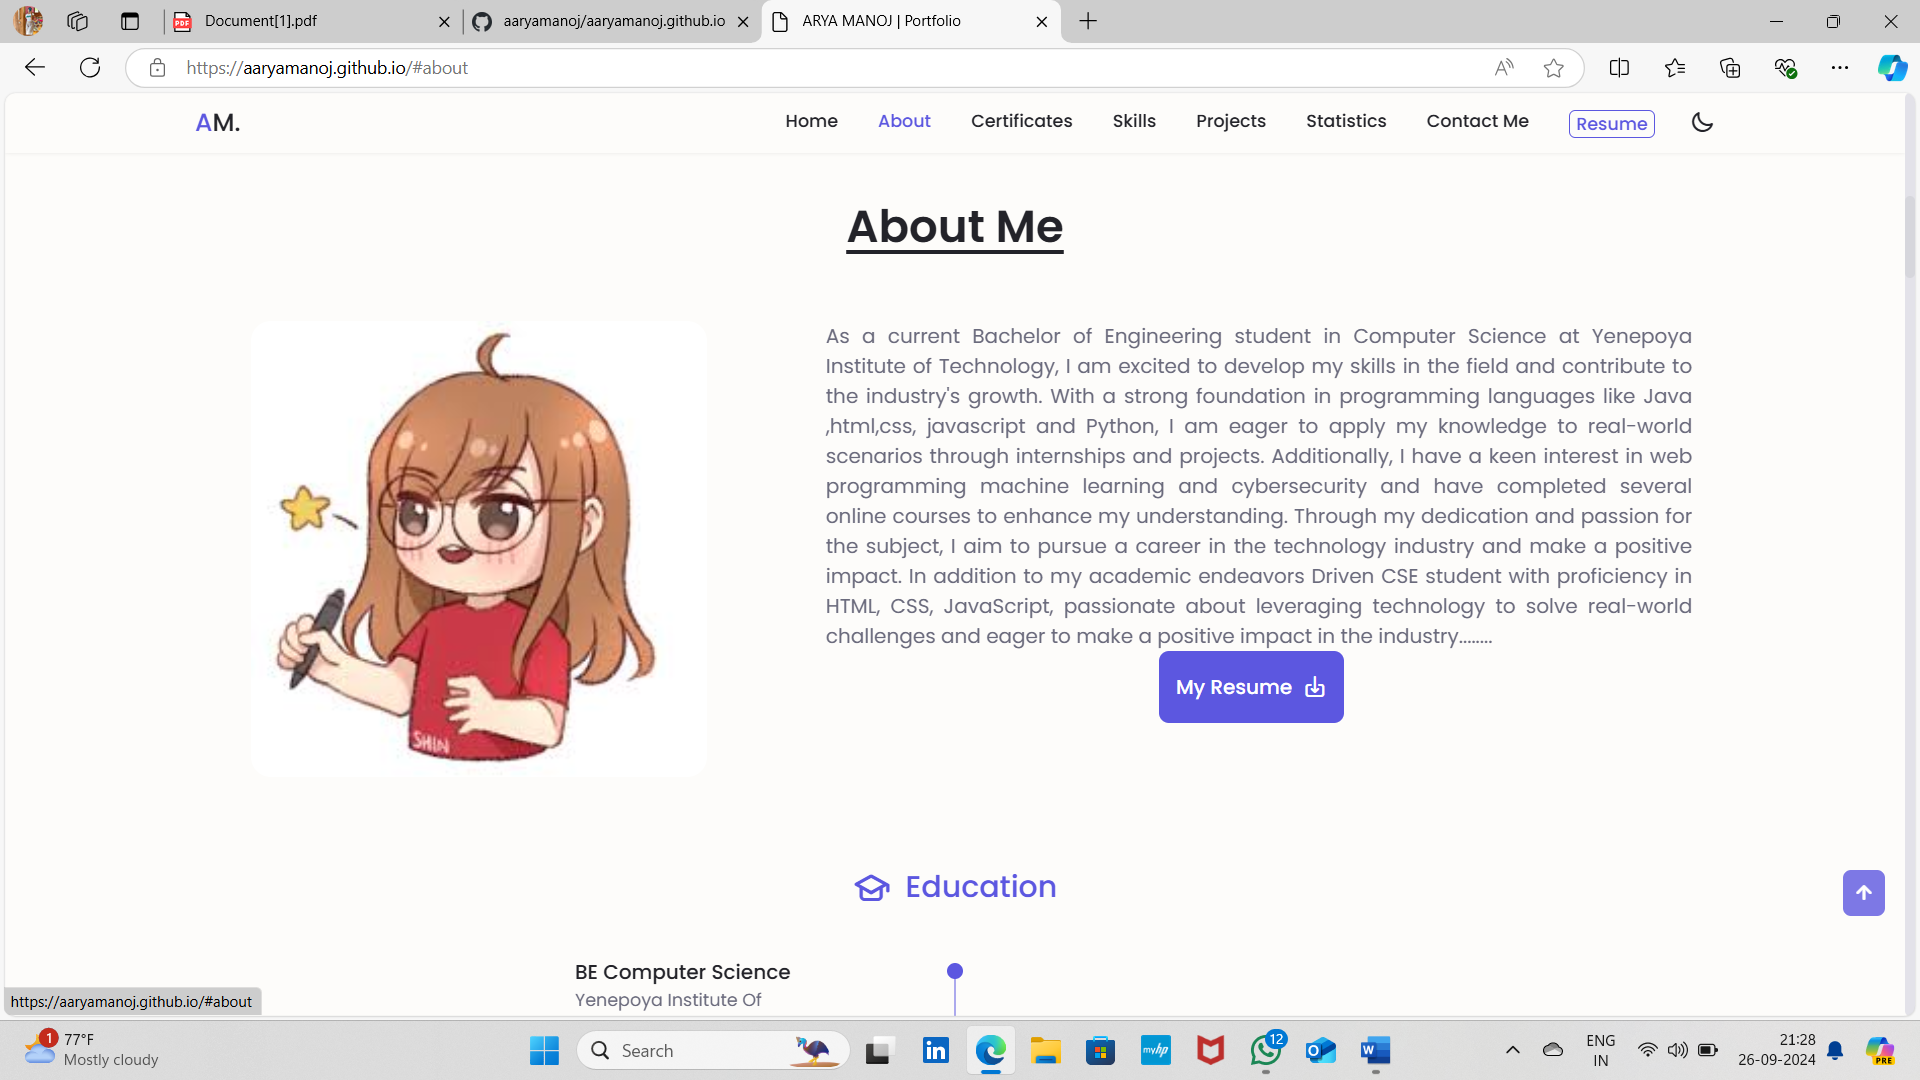 Document[1].pdf
aaryamanoj/aaryamanoj.github.io
ARYA MANOJ | Portfolio
https://aaryamanoj.github.io/#about
AM.
Home
About
Certificates
Skills
Projects
Statistics
Contact Me
Resume
About Me
As a current Bachelor of Engineering student in Computer Science at Yenepoya
Institute of Technology, I am excited to develop my skills in the field and contribute to
the industry's growth. With a strong foundation in programming languages like Java
,html,css, javascript and Python, I am eager to apply my knowledge to real-world
scenarios through internships and projects. Additionally, I have a keen interest in web
programming machine learning and cybersecurity and have completed several
online courses to enhance my understanding. Through my dedication and passion for
the subject, I aim to pursue a career in the technology industry and make a positive
impact. In addition to my academic endeavors Driven CSE student with proficiency in
HTML, CSS, JavaScript, passionate about leveraging technology to solve real-world
challenges and eager to make a positive impact in the industry........
My Resume
SHIN
Education
BE Computer Science
Yenepoya Institute Of
https://aaryamanoj.github.io/#about
1
77°F
Mostly cloudy
Search
myhp
12
ENG
IN
21:28
26-09-2024
PRE